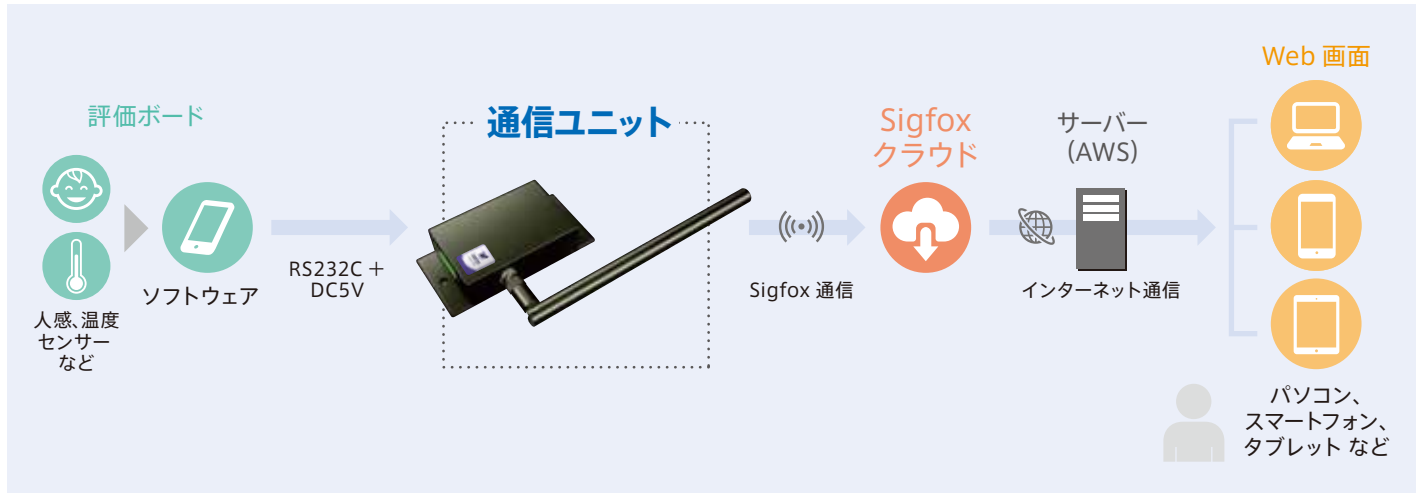 評価ボード
人感、温度
センサー
など
ソフトウェア
RS232C +
DC5V
通信ユニット
Sigfox 通信
Sigfox
クラウド
サーバー
(AWS)
インターネット通信
Web 画面
パソコン、
スマートフォン、
タブレット など